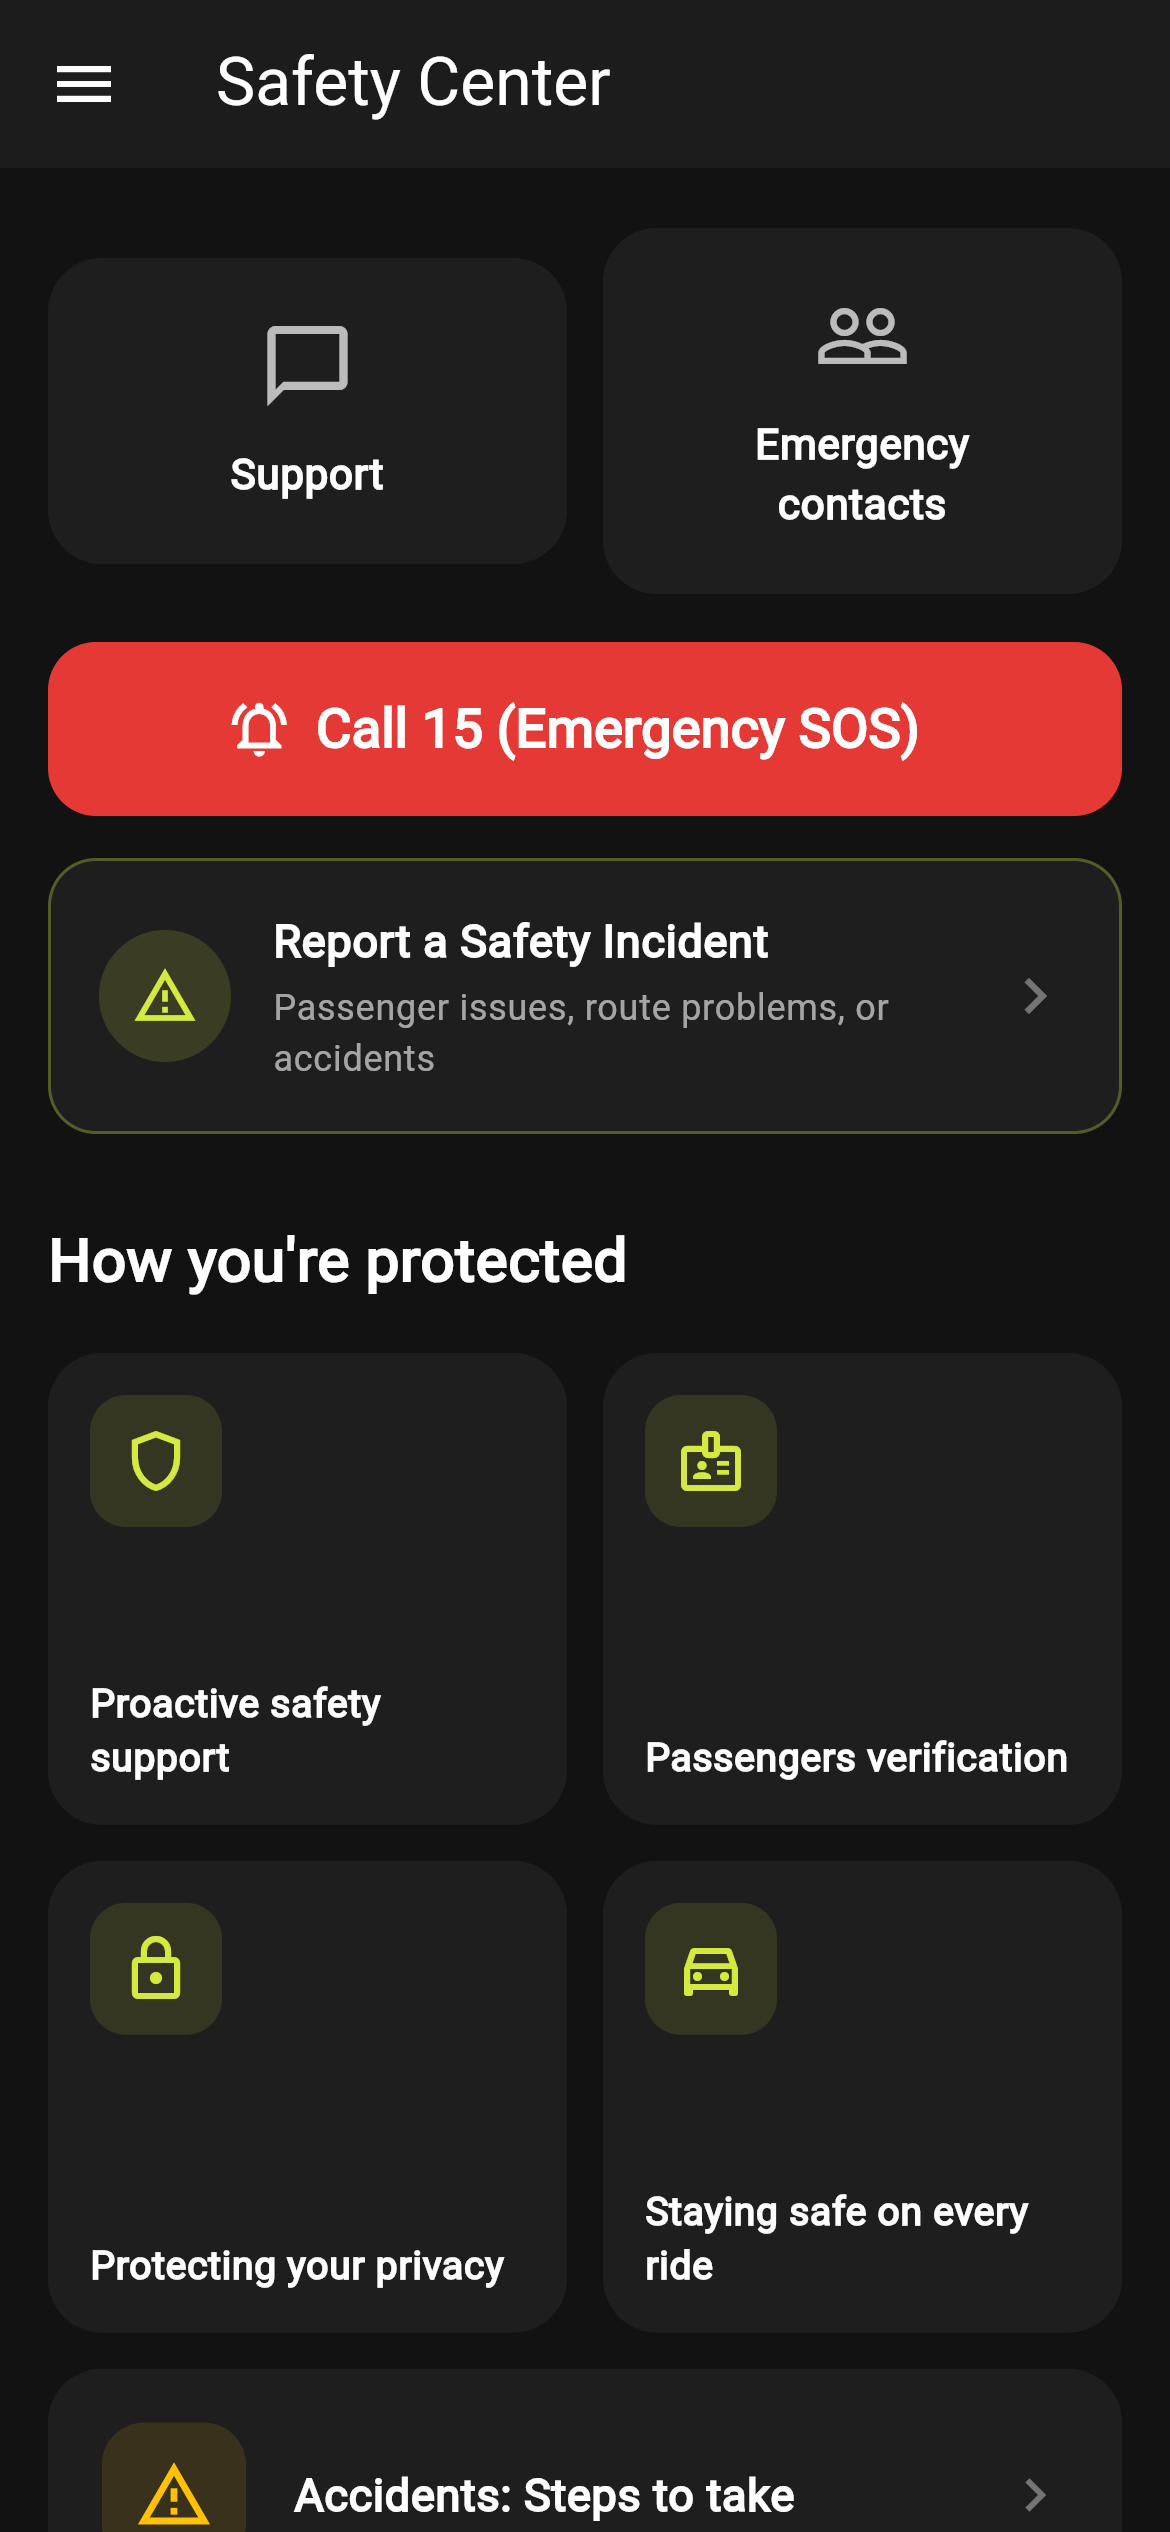 Safety Center
Support
Emergency
contacts
Call 15 (Emergency SOS)
Report a Safety Incident
Passenger issues, route problems, or
accidents
How you're protected
Proactive safety
support
Passengers verification
Protecting your privacy
Staying safe on every
ride
Accidents: Steps to take